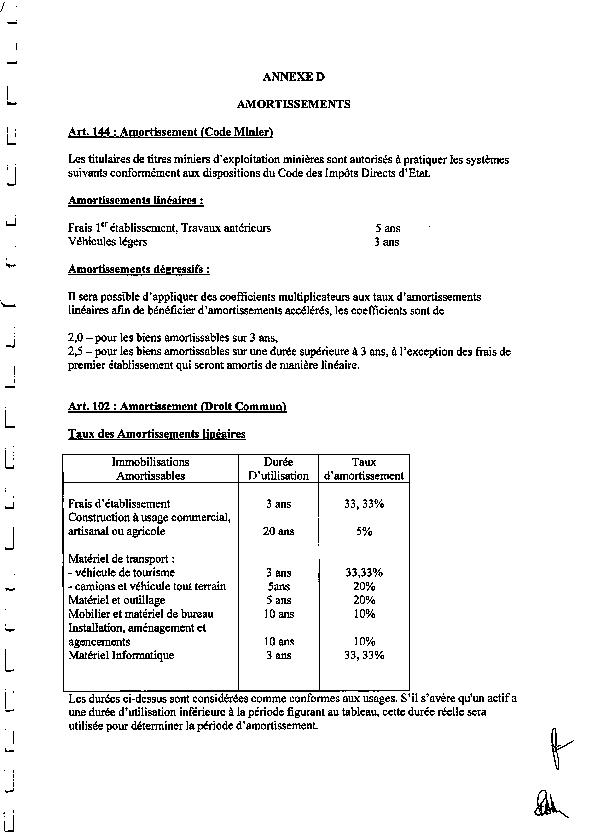 ANNEXE D
AMORTISSEMENTS
Art. 144 : Amortissement (Code Minier)
Les titulaires de titres miniers d'exploitation minières sont autorisés à pratiquer les systèmes
suivants conformément aux dispositions du Code des Impôts Directs d'Etat.
Amortissements linéaires :
Frais 1er établissement, Travaux antérieurs 5 ans
Véhicules légers 3 ans
Amortissements dégressifs :
Il sera possible d'appliquer des coefficients multiplicateurs aux taux d'amortissements
linéaires afin de bénéficier d'amortissements accélérés, les coefficients sont de
2,0 – pour les biens amortissables sur 3 ans,
2,5 – pour les biens amortissables sur une durée supérieure à 3 ans, à l'exception des frais de
premier établissement qui seront amortis de manière linéaire.
Art. 102 : Amortissement (Droit Commun)
Taux des Amortissements linéaires
Immobilisations Durée Taux
Amortissables D'utilisation d'amortissement
Frais d'établissement 3 ans 33, 33%
Construction à usage commercial,
artisanal ou agricole 20 ans 5%
Matériel de transport :
- véhicule de tourisme 3 ans 33,33%
- camions et véhicule tout terrain 5ans 20%
Matériel et outillage 5 ans 20%
Mobilier et matériel de bureau 10 ans 10%
Installation, aménagement et
agencements 10 ans 10%
Matériel Informatique 3 ans 33, 33%
Les durées ci-dessus sont considérées comme conformes aux usages. S'il s'avère qu'un actif a
une durée d'utilisation inférieure à la période figurant au tableau, cette durée réelle sera
utilisée pour déterminer la période d'amortissement.